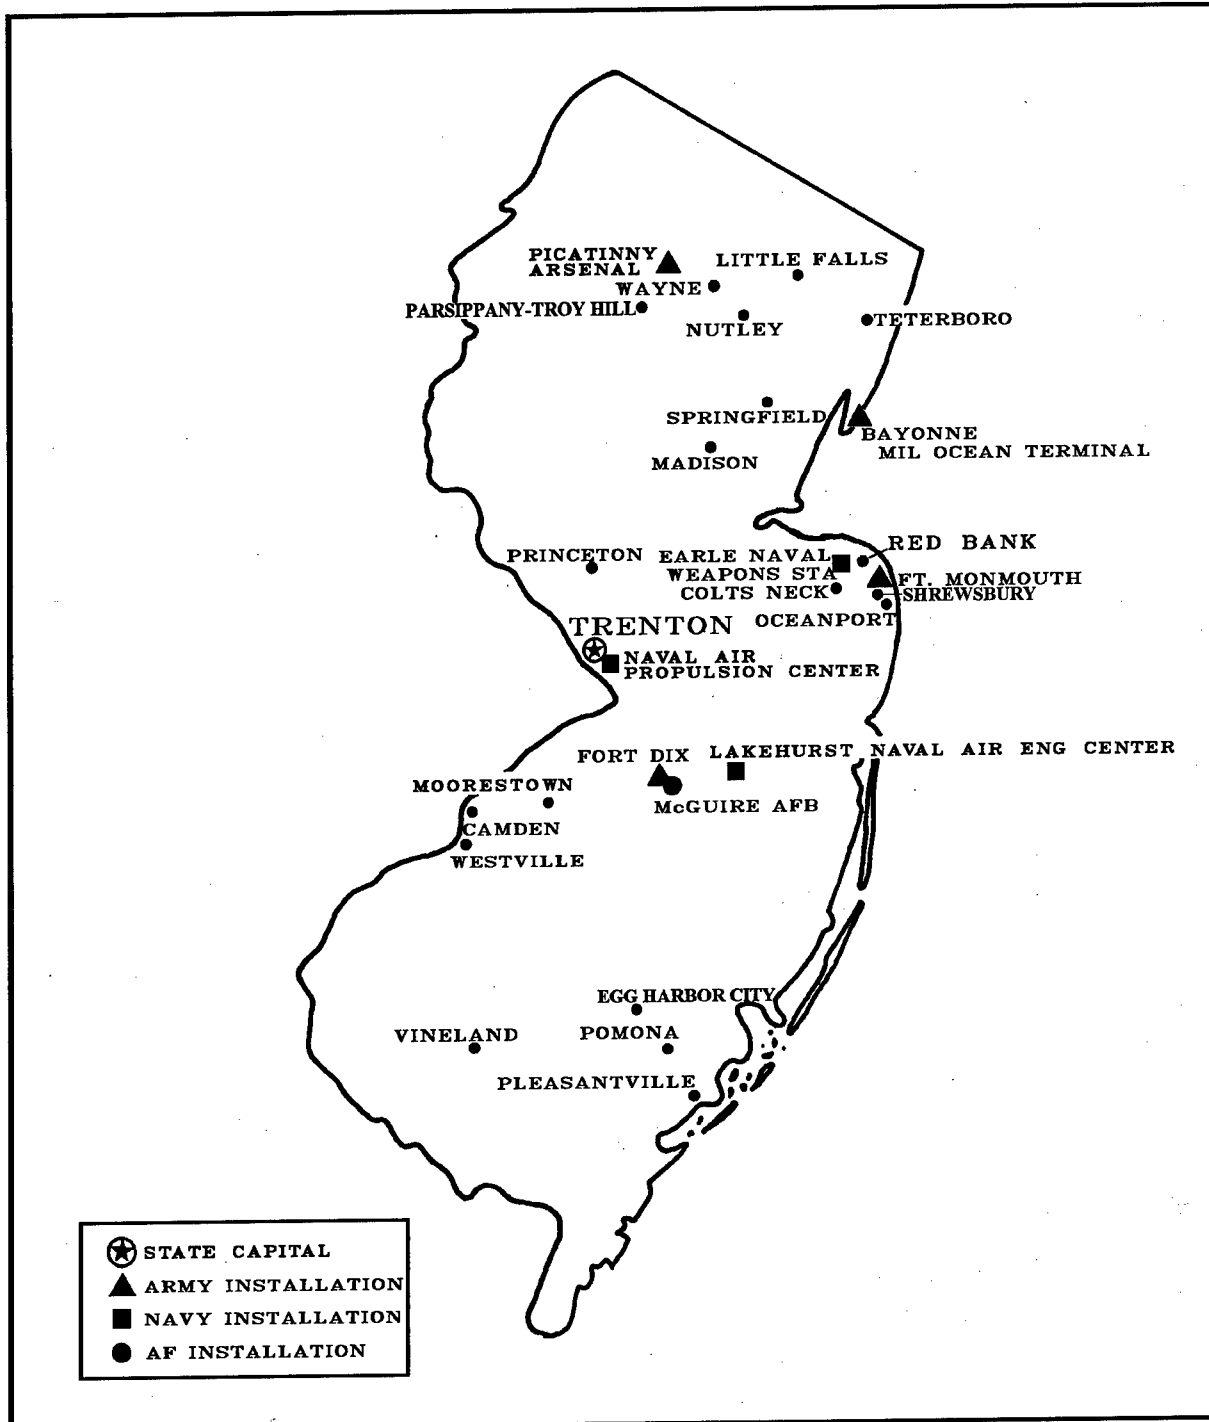 PICATINNY
ARSENAL
LITTLE FALLS
WAYNE
PARSIPPANY-TROY HILL
NUTLEY
TETERBORO
SPRINGFIELD
BAYONNE
MIL OCEAN TERMINAL
MADISON
RED BANK
PRINCETON
EARLE NAVAL
WEAPONS STA
FT. MONMOUTH
COLTS NECK
SHREWSBURY
OCEANPORT
TRENTON
NAVAL AIR
PROPULSION CENTER
FORT DIX
LAKEHURST NAVAL AIR ENG CENTER
MOORESTOWN
McGUIRE AFB
CAMDEN
WESTVILLE
EGG HARBOR CITY
VINELAND
POMONA
PLEASANTVILLE
STATE CAPITAL
ARMY INSTALLATION
NAVY INSTALLATION
AF INSTALLATION